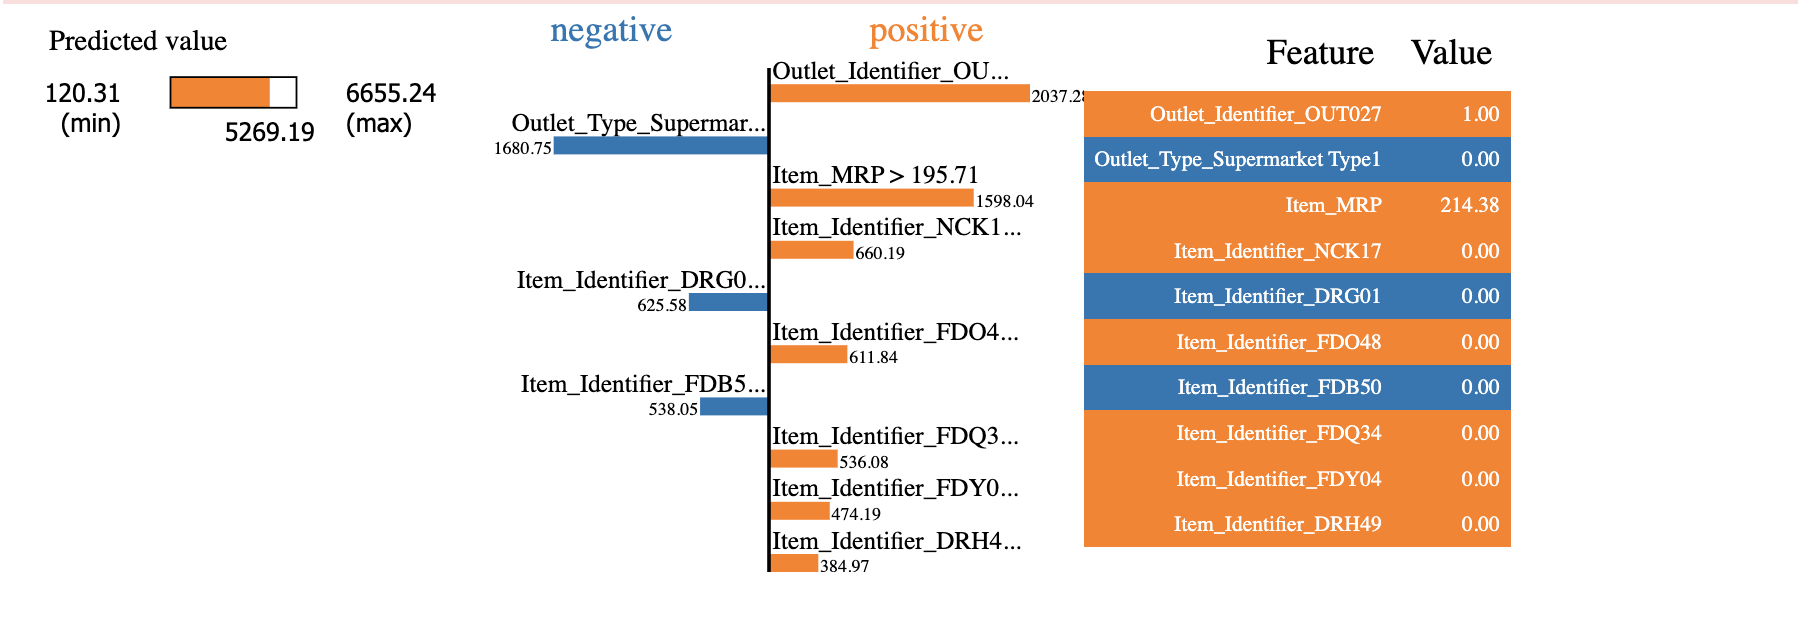 Predicted value
120.31
(min)
5269.19
6655.24
(max)
negative
positive
Outlet_Identifier_OU...
2037.28
Outlet_Type_Supermar...
1680.75
Item_MRP > 195.71
1598.04
Item_Identifier_NCK1...
660.19
Item_Identifier_DRG0...
625.58
Item_Identifier_FDO4...
611.84
Item_Identifier_FDB5...
538.05
Item_Identifier_FDQ3...
536.08
Item_Identifier_FDY0...
474.19
Item_Identifier_DRH4...
384.97
Feature Value
Outlet_Identifier_OUT027 1.00
Outlet_Type_Supermarket Type1 0.00
Item_MRP 214.38
Item_Identifier_NCK17 0.00
Item_Identifier_DRG01 0.00
Item_Identifier_FDO48 0.00
Item_Identifier_FDB50 0.00
Item_Identifier_FDQ34 0.00
Item_Identifier_FDY04 0.00
Item_Identifier_DRH49 0.00